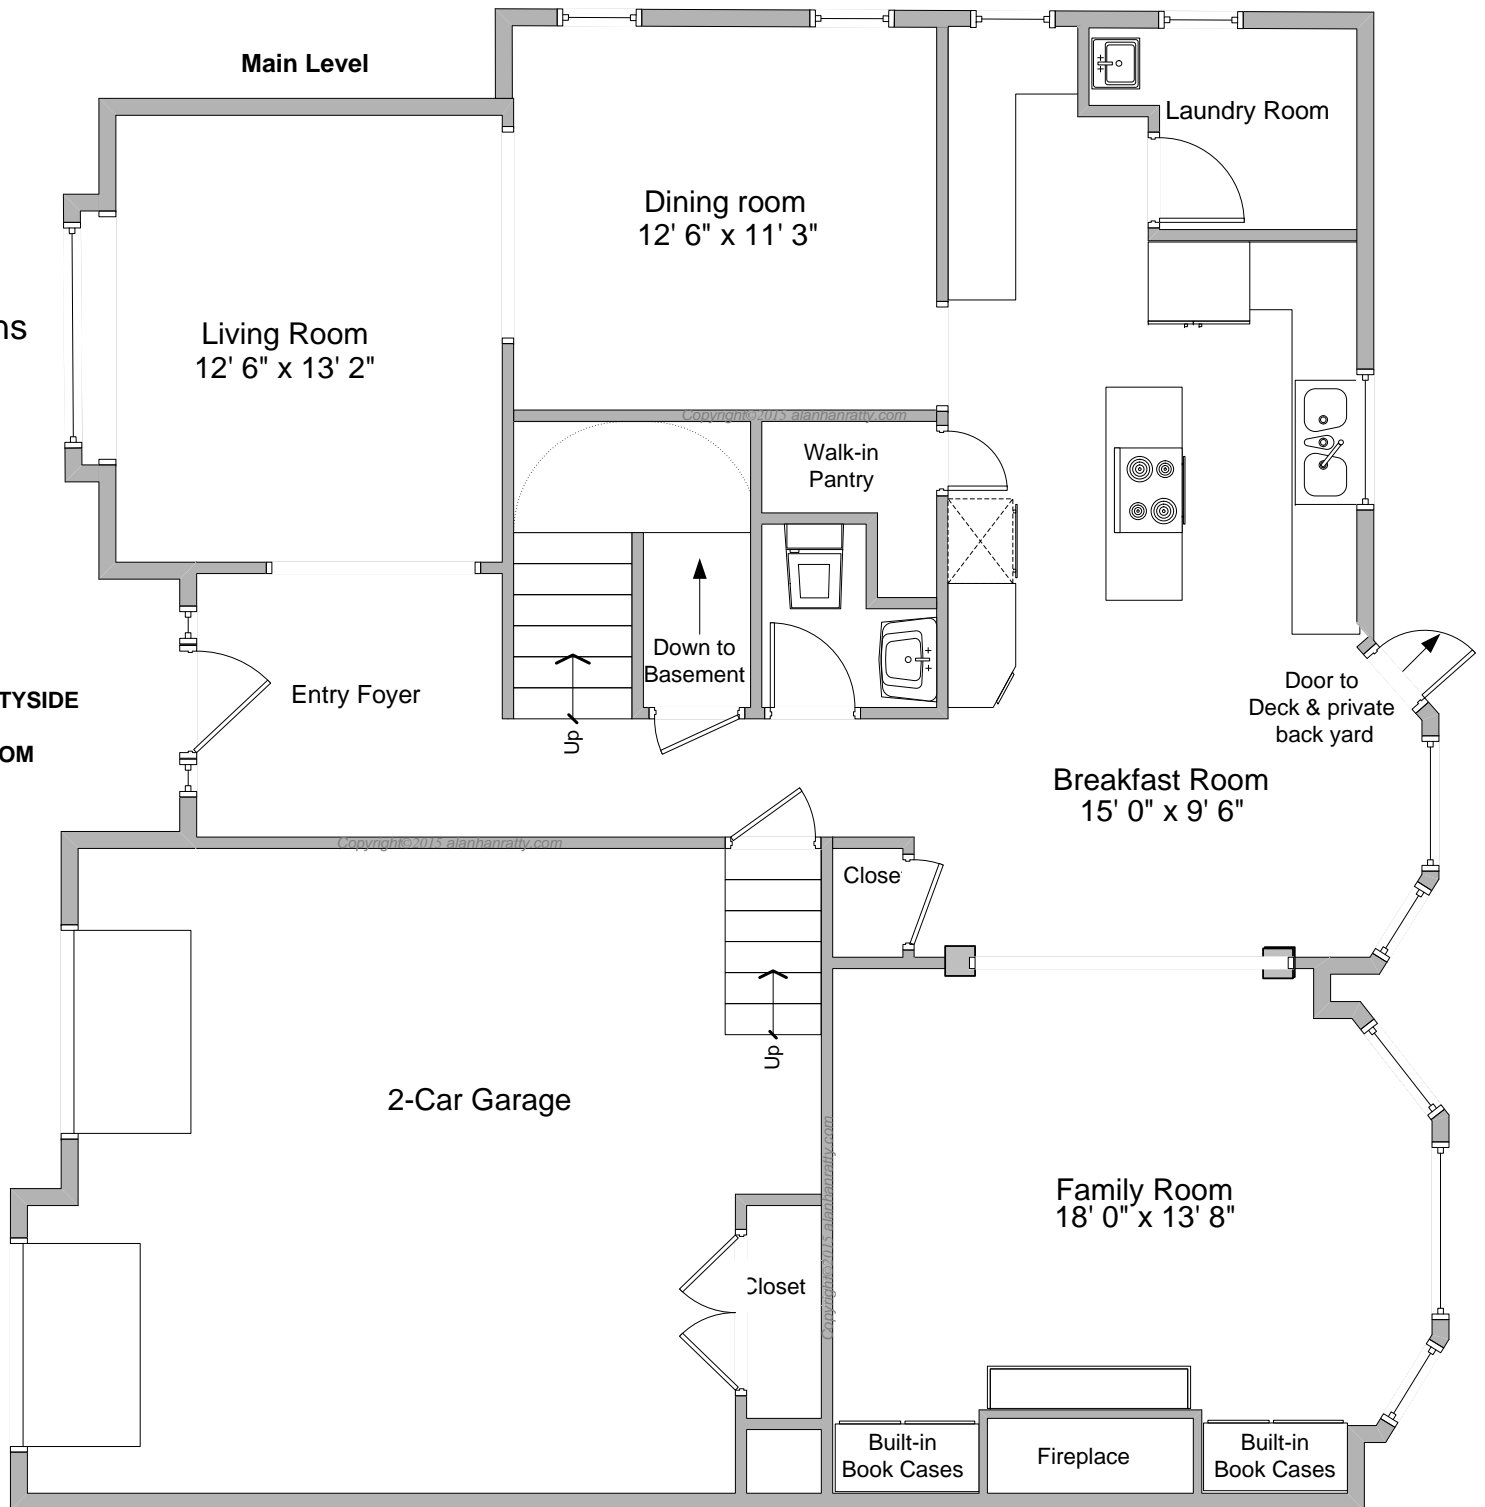 Main Level
Laundry Room
Dining room
12' 6" x 11' 3"
ns
Living Room
12' 6" x 13' 2"
Copyright©2015 alanhanratty.com
Walk-in
Pantry
Down to
Basement
Entry Foyer
TYSIDE
OM
Up
Door to
Deck & private
back yard
Breakfast Room
15' 0" x 9' 6"
Copyright©2015 alanhanratty.com
Close
Up
2-Car Garage
Copyright©2015 alanhanratty.com
Family Room
18' 0" x 13' 8"
Closet
Built-in
Book Cases
Fireplace
Built-in
Book Cases